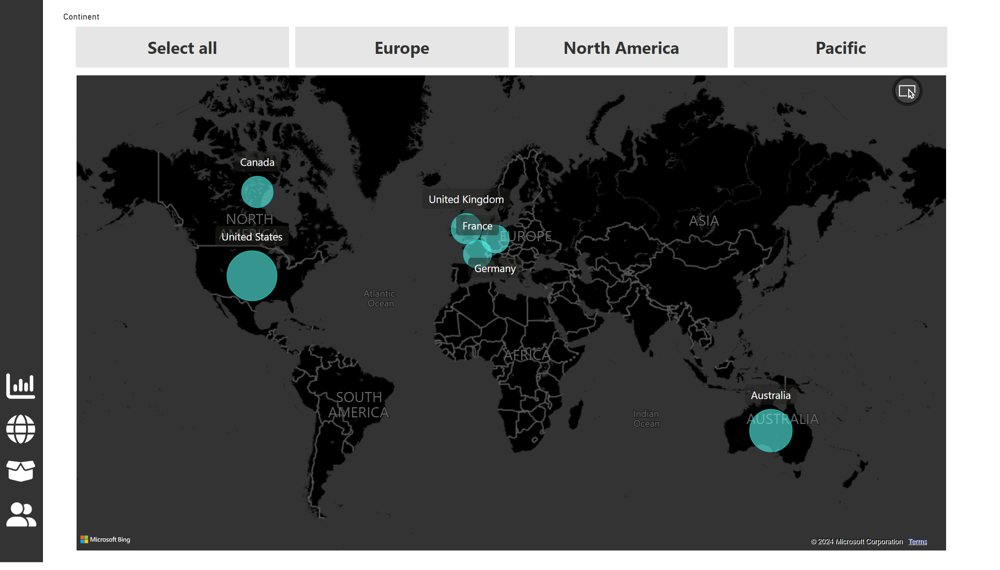 Continent
Select all
Europe
North America
Pacific
Canada
United Kingdom
NORTH
AMERICA
France
ASIA
United States
EUROPE
Germany
Atlantic
Ocean
AFRICA
SOUTH
AMERICA
Australia
Indian
Ocean
AUSTRALIA
Microsoft Bing
© 2024 Microsoft Corporation Terms